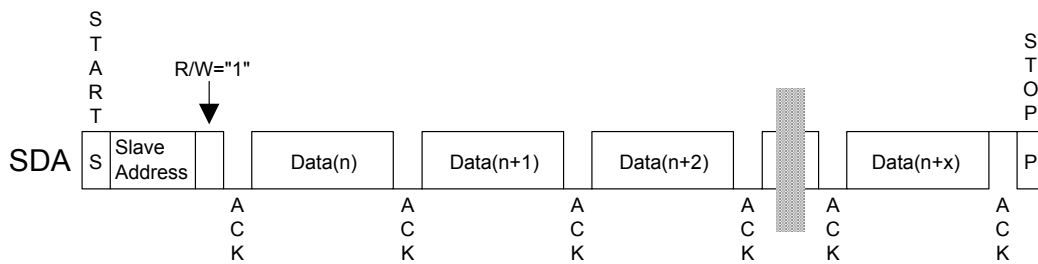 START
STOP
R/W="1"
SDA
S
Slave
Address
Data(n)
Data(n+1)
Data(n+2)
Data(n+x)
P
ACK
ACK
ACK
ACK
ACK
ACK